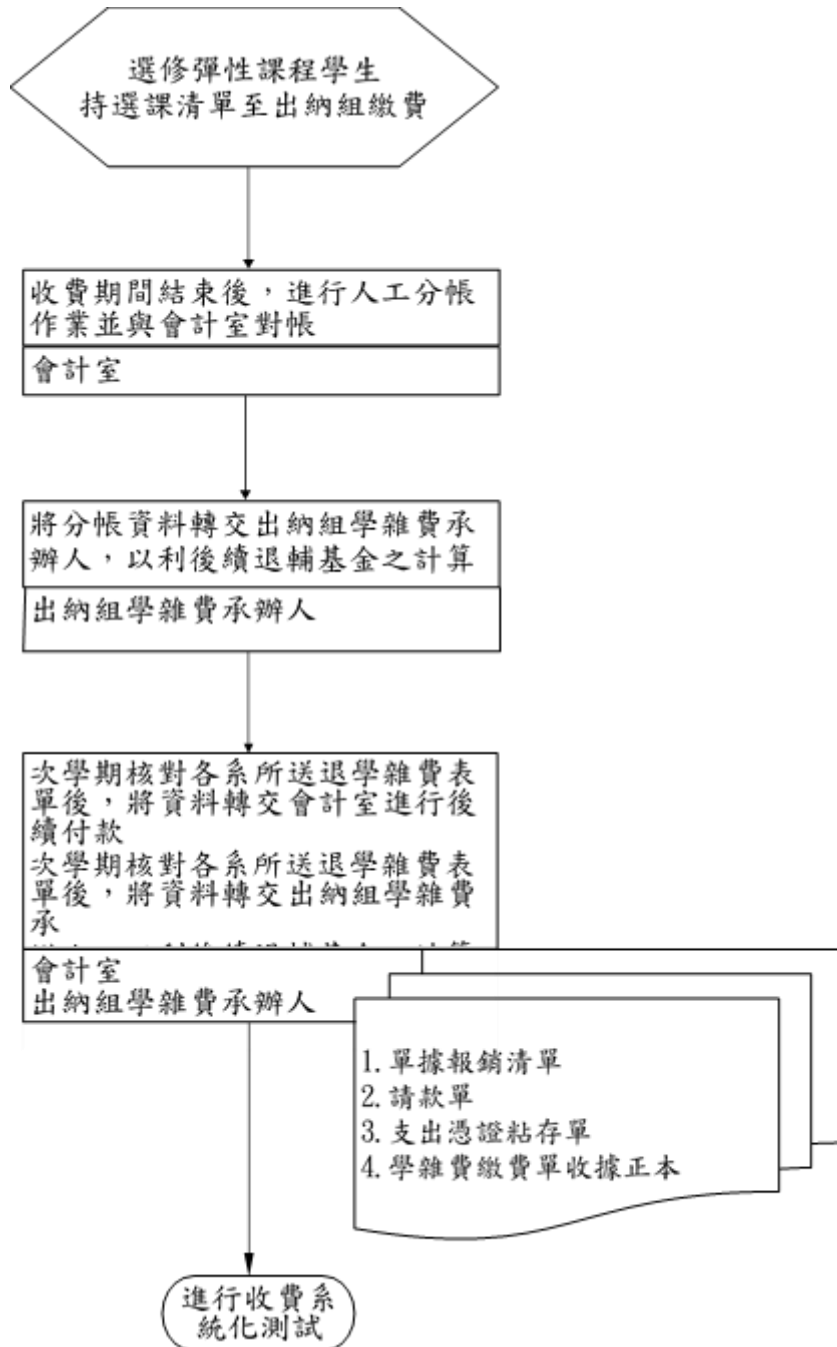 選修彈性課程學生
持選課清單至出納組繳費
收費期間結束後，進行人工分帳
作業並與會計室對帳
會計室
將分帳資料轉交出納組學雜費承
辦人，以利後續退輔基金之計算
出納組學雜費承辦人
次學期核對各系所送退學雜費表
單後，將資料轉交會計室進行後
續付款
次學期核對各系所送退學雜費表
單後，將資料轉交出納組學雜費
承
會計室
出納組學雜費承辦人
1.單據報銷清單
2.請款單
3.支出憑證粘存單
4.學雜費繳費單收據正本
進行收費系
統化測試